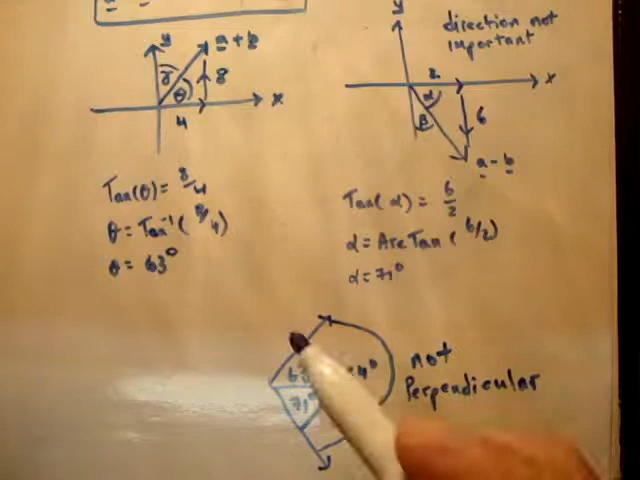 y
a + b
γ
θ
8
x
4
Tan(θ) = 8/4
θ = Tan⁻¹(8/4)
θ = 63°
y
direction not
important
2
x
α
β
6
a - b
Tan(α) = 6/2
α = ArcTan(6/2)
α = 71°
71°
not
Perpendicular